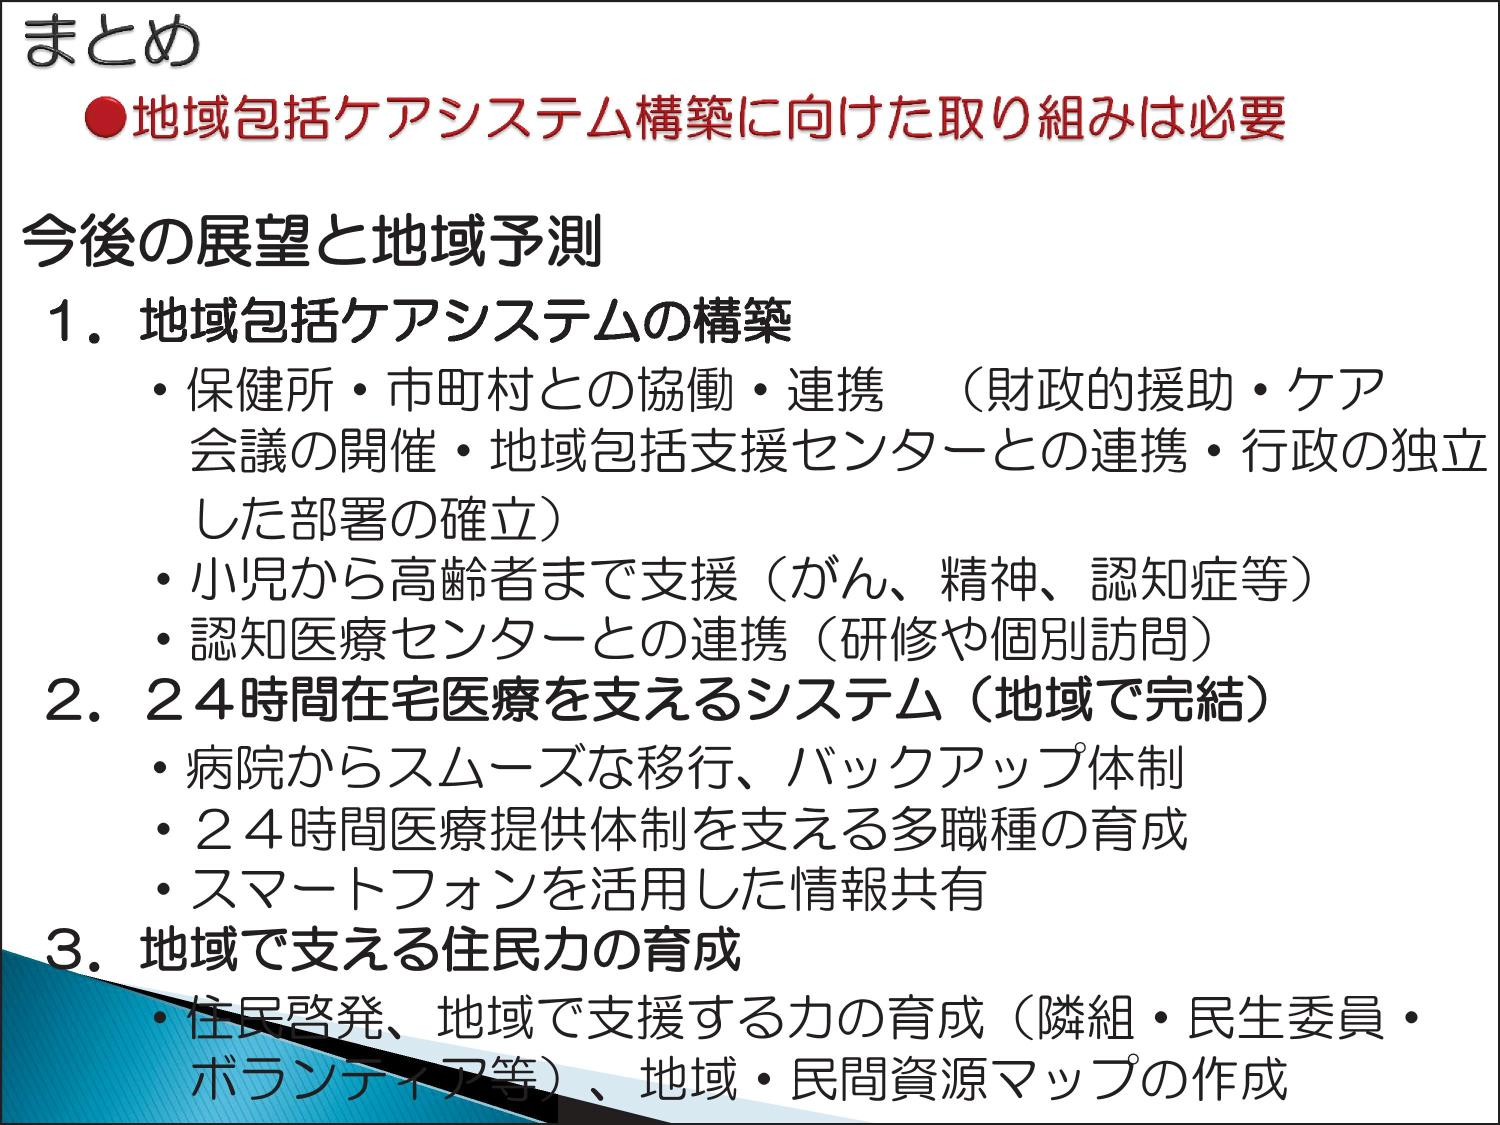 まとめ
●地域包括ケアシステム構築に向けた取り組みは必要
今後の展望と地域予測
１．地域包括ケアシステムの構築
・保健所・市町村との協働・連携　（財政的援助・ケア
会議の開催・地域包括支援センターとの連携・行政の独立
した部署の確立）
・小児から高齢者まで支援（がん、精神、認知症等）
・認知医療センターとの連携（研修や個別訪問）
２．２４時間在宅医療を支えるシステム（地域で完結）
・病院からスムーズな移行、バックアップ体制
・２４時間医療提供体制を支える多職種の育成
・スマートフォンを活用した情報共有
３．地域で支える住民力の育成
・住民啓発、地域で支援する力の育成（隣組・民生委員・
ボランティア等）、地域・民間資源マップの作成